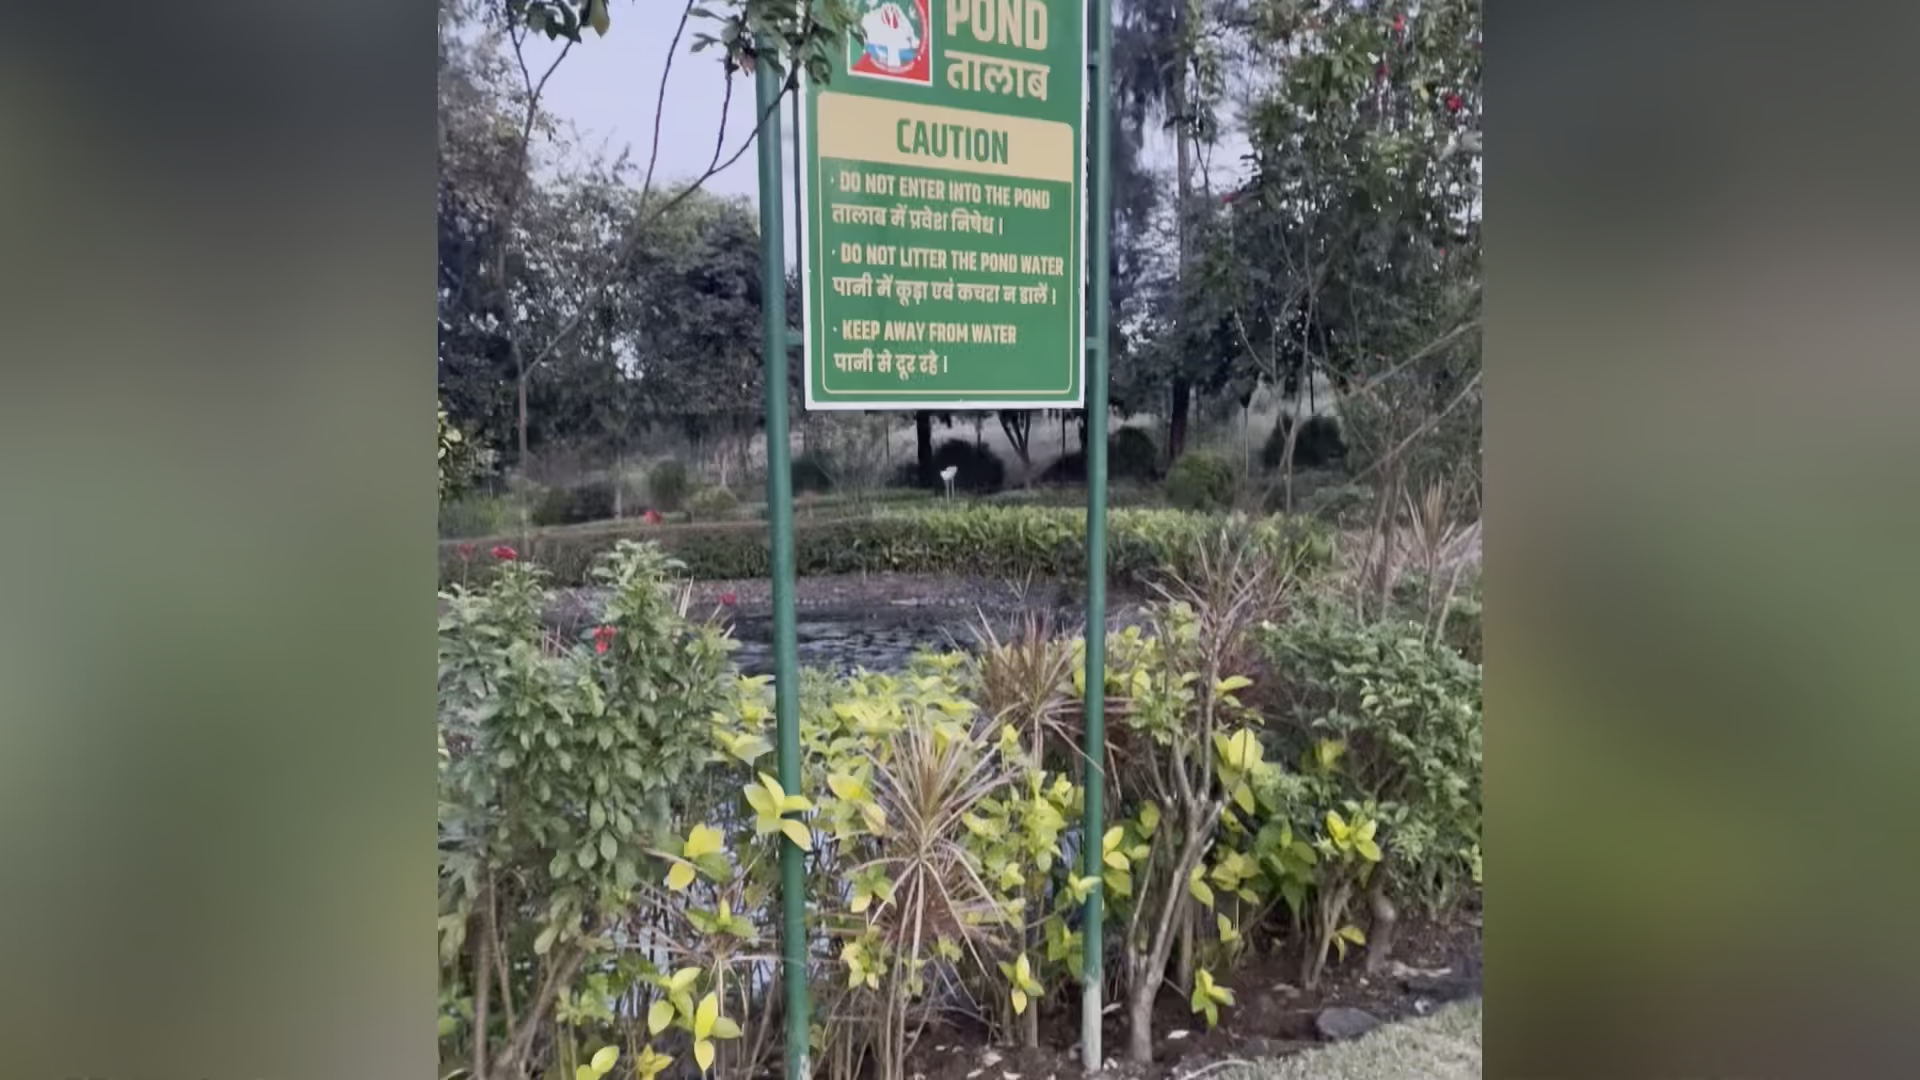 POND
तालाब
CAUTION
· DO NOT ENTER INTO THE POND
तालाब में प्रवेश निषेध।
· DO NOT LITTER THE POND WATER
पानी में कूड़ा एवं कचरा न डालें।
· KEEP AWAY FROM WATER
पानी से दूर रहे।